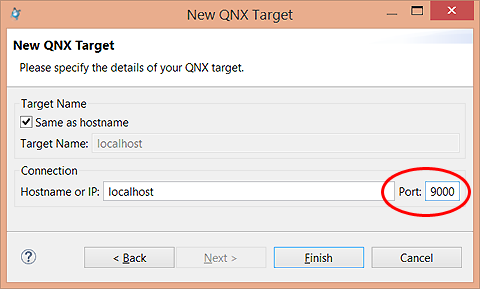 New QNX Target
New QNX Target
Please specify the details of your QNX target.
Target Name
Same as hostname
Target Name: localhost
Connection
Hostname or IP: localhost Port: 9000
? < Back Next > Finish Cancel